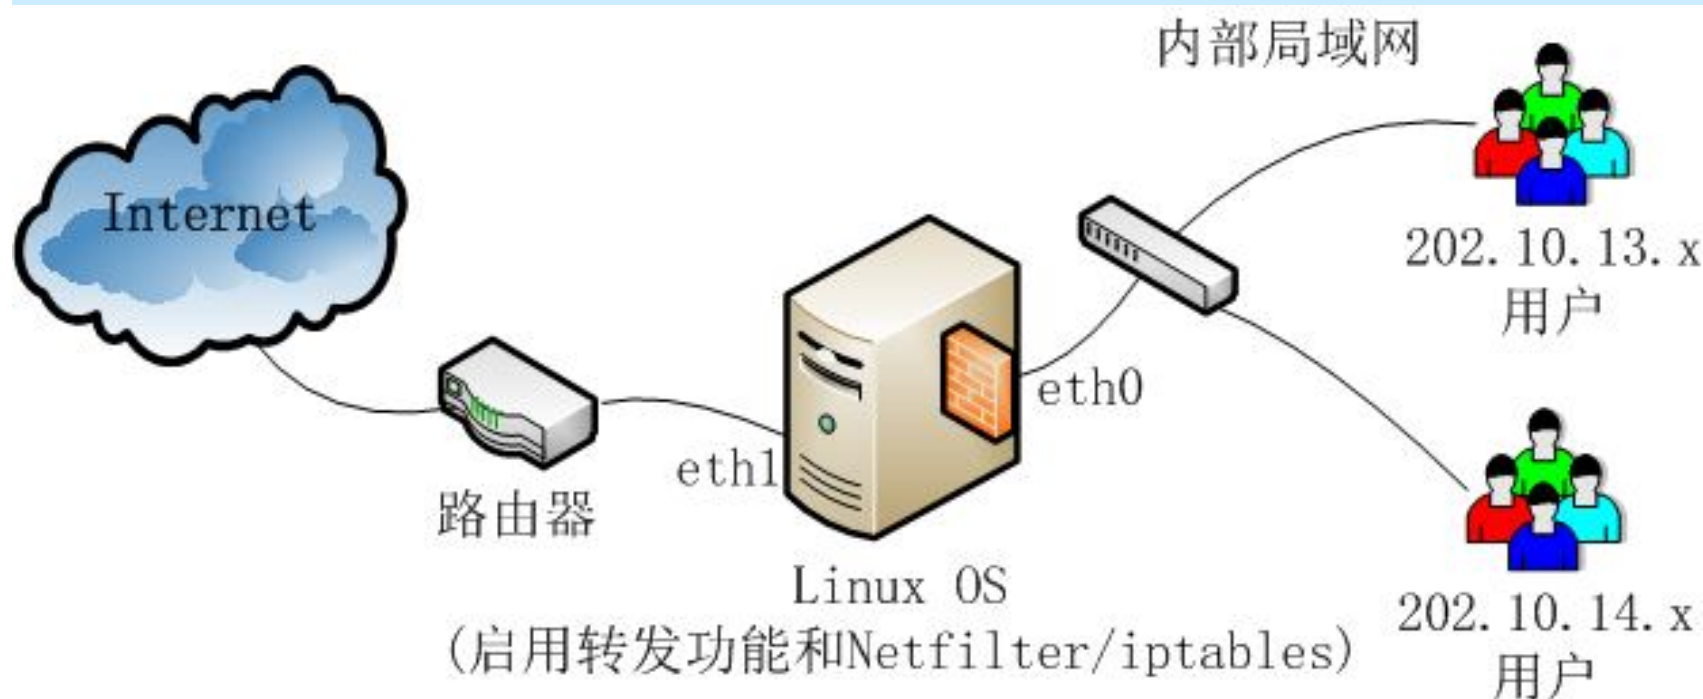 内部局域网
Internet
202.10.13.x
用户
eth0
eth1
路由器
Linux OS
(启用转发功能和Netfilter/iptables)
202.10.14.x
用户